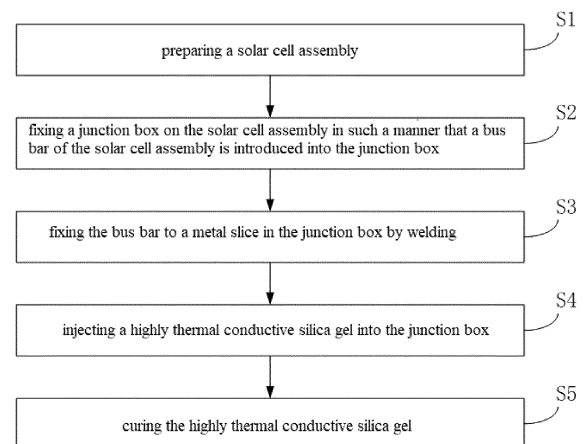 S1
preparing a solar cell assembly
S2
fixing a junction box on the solar cell assembly in such a manner that a bus
bar of the solar cell assembly is introduced into the junction box
S3
fixing the bus bar to a metal slice in the junction box by welding
S4
injecting a highly thermal conductive silica gel into the junction box
S5
curing the highly thermal conductive silica gel